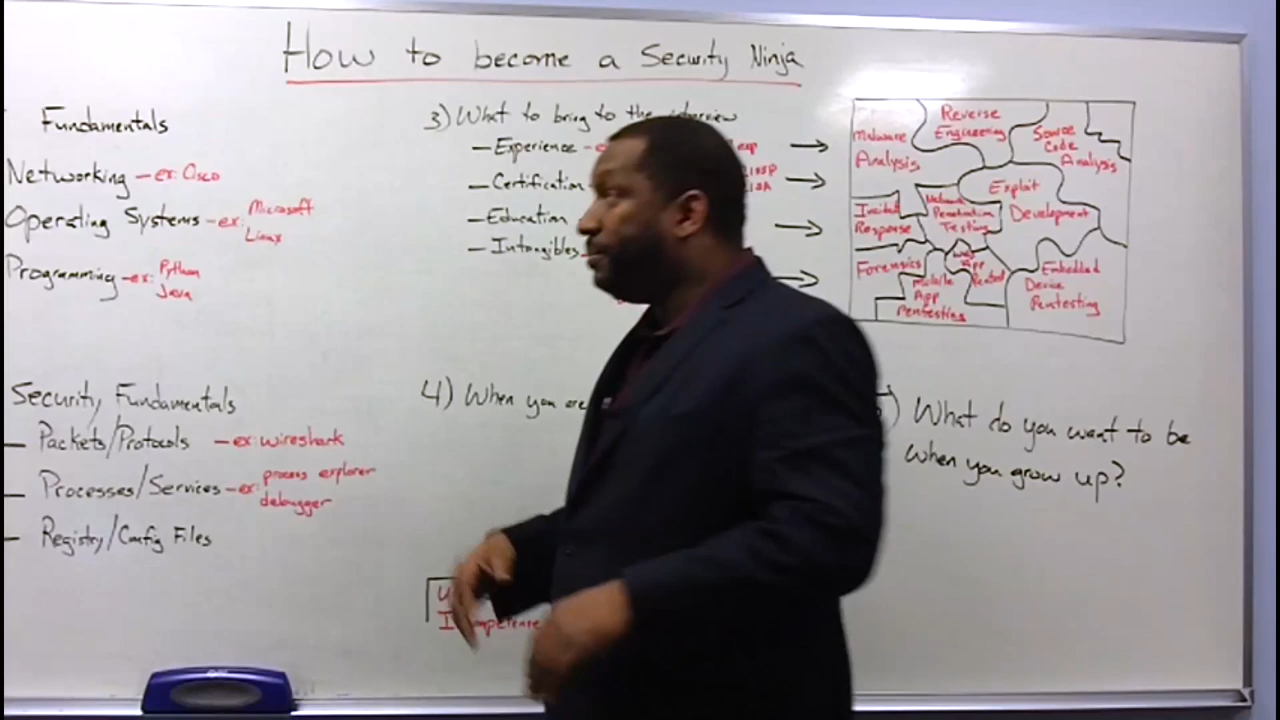 How to become a Security Ninja
Fundamentals
Networking - ex: Cisco
Operating Systems - ex: Microsoft
Linux
Programming - ex: Python
Java
Security Fundamentals
Packets/Protocols - ex: wireshark
Processes/Services - ex: process explorer
debugger
Registry/Config Files
3) What to bring to the interview
Experience - exp
Certification
Education
Intangibles
4) When you are
What do you want to be
when you grow up?
Malware
Analysis
Reverse
Engineering
Source
Code
Analysis
Exploit
Development
Penetration
Testing
Response
Forensics
App
Mobile
App
Pentesting
Embedded
Device
Pentesting